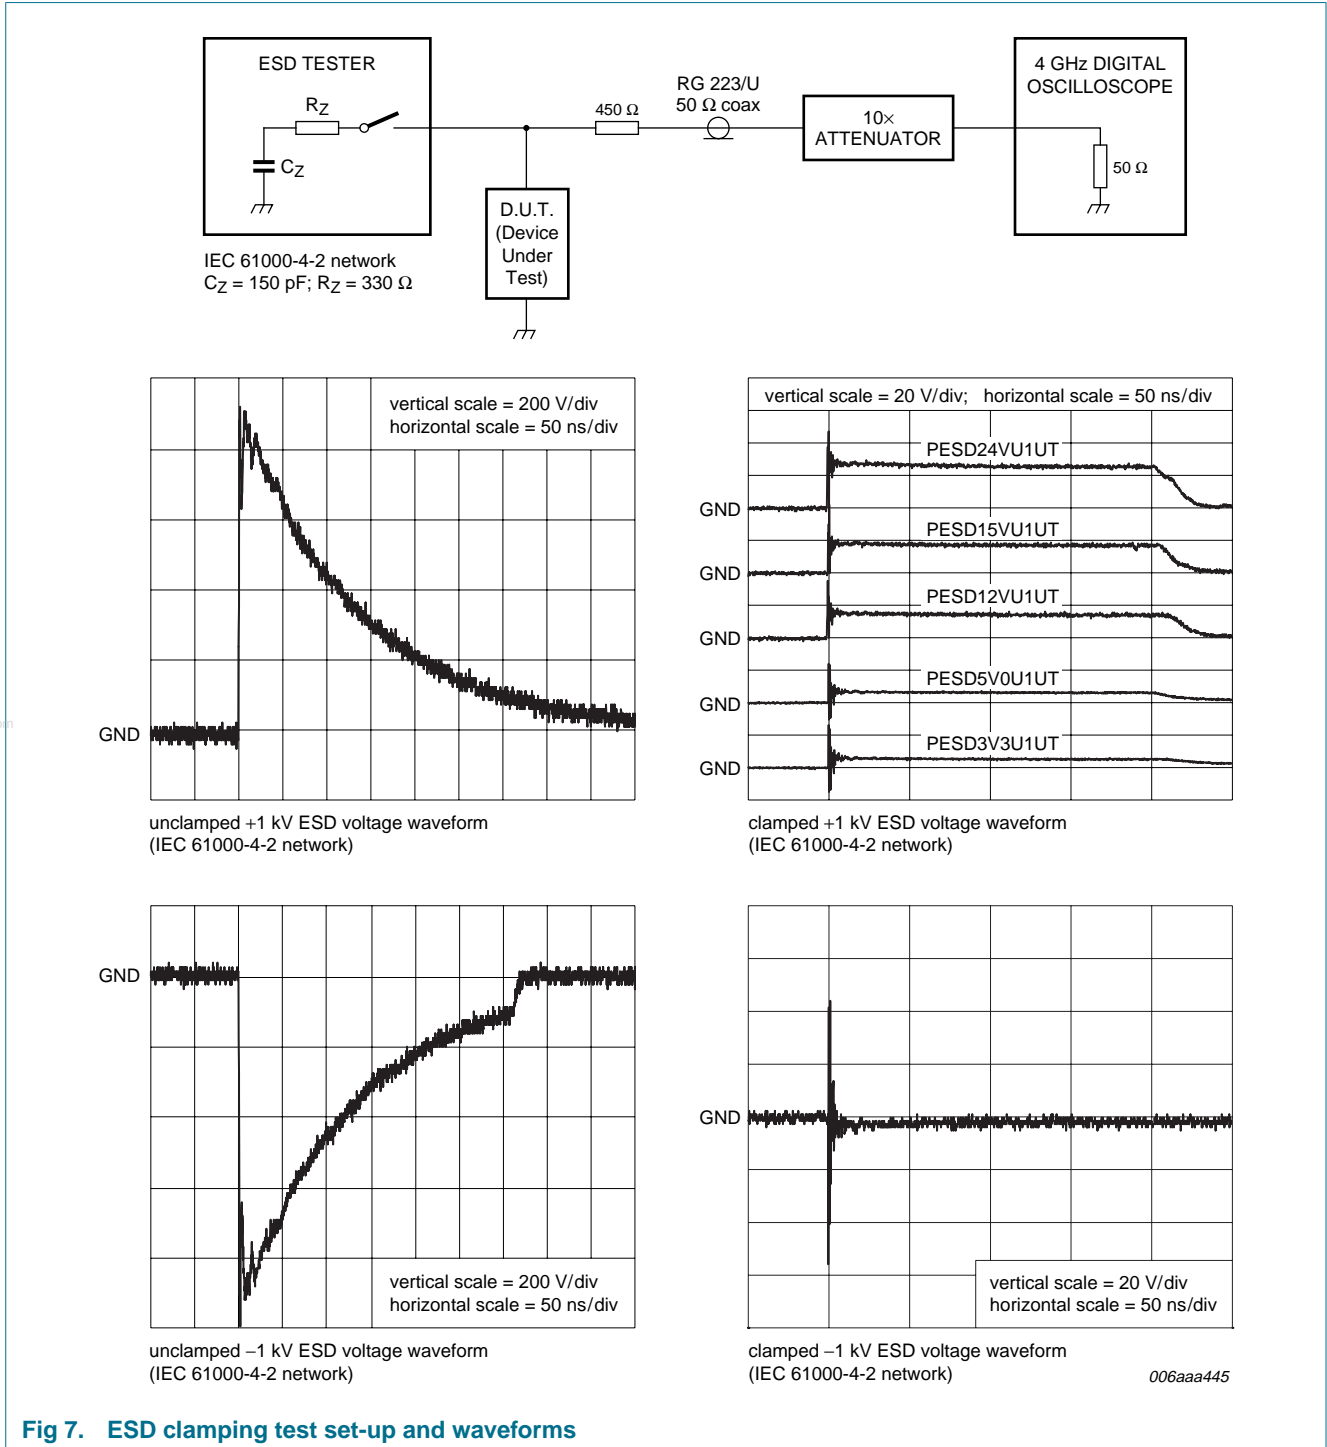 ESD TESTER
RZ
CZ
IEC 61000-4-2 network
CZ = 150 pF; RZ = 330 Ω
D.U.T.
(Device
Under
Test)
450 Ω
RG 223/U
50 Ω coax
10×
ATTENUATOR
4 GHz DIGITAL
OSCILLOSCOPE
50 Ω
vertical scale = 200 V/div
horizontal scale = 50 ns/div
GND
unclamped +1 kV ESD voltage waveform
(IEC 61000-4-2 network)
vertical scale = 20 V/div; horizontal scale = 50 ns/div
PESD24VU1UT
GND
PESD15VU1UT
GND
PESD12VU1UT
GND
PESD5V0U1UT
GND
PESD3V3U1UT
GND
clamped +1 kV ESD voltage waveform
(IEC 61000-4-2 network)
GND
vertical scale = 200 V/div
horizontal scale = 50 ns/div
unclamped −1 kV ESD voltage waveform
(IEC 61000-4-2 network)
GND
vertical scale = 20 V/div
horizontal scale = 50 ns/div
clamped −1 kV ESD voltage waveform
(IEC 61000-4-2 network)
006aaa445
Fig 7. ESD clamping test set-up and waveforms